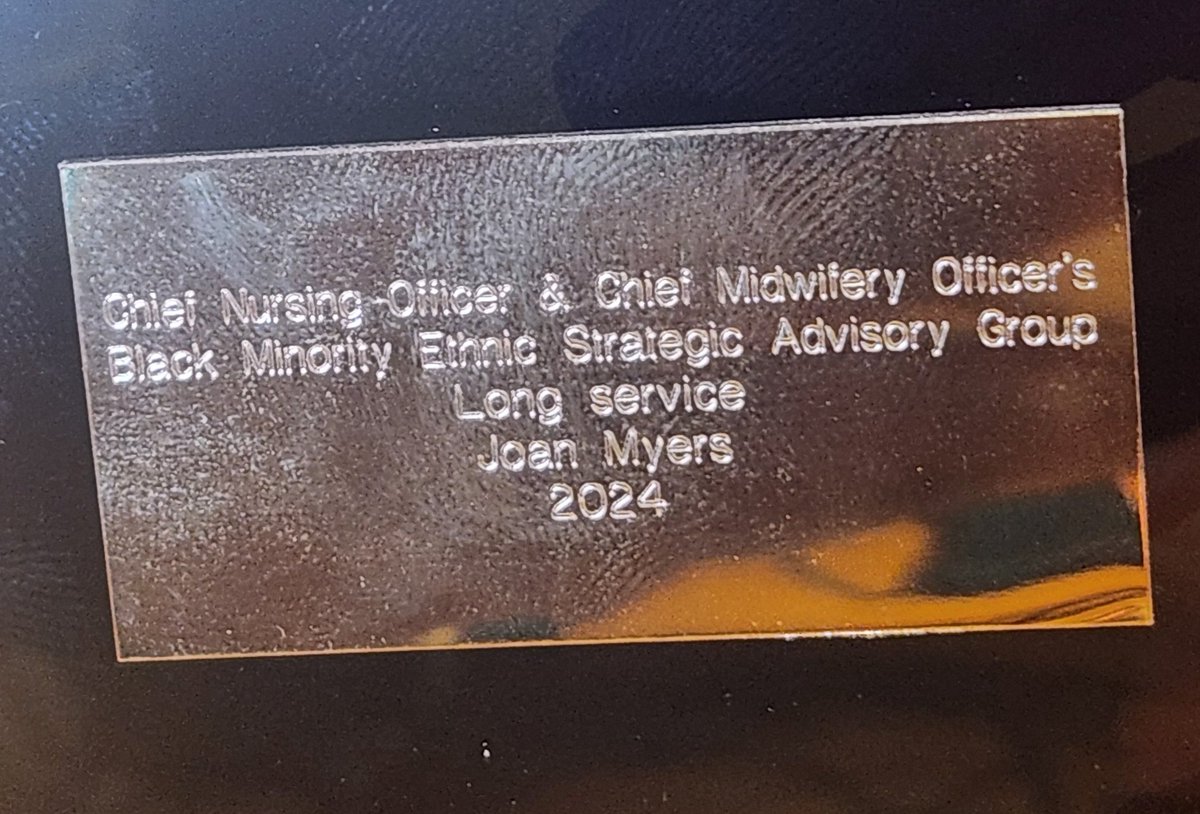 Chief Nursing Officer & Chief Midwifery Officer's
Black Minority Ethnic Strategic Advisory Group
Long service
Joan Myers
2024